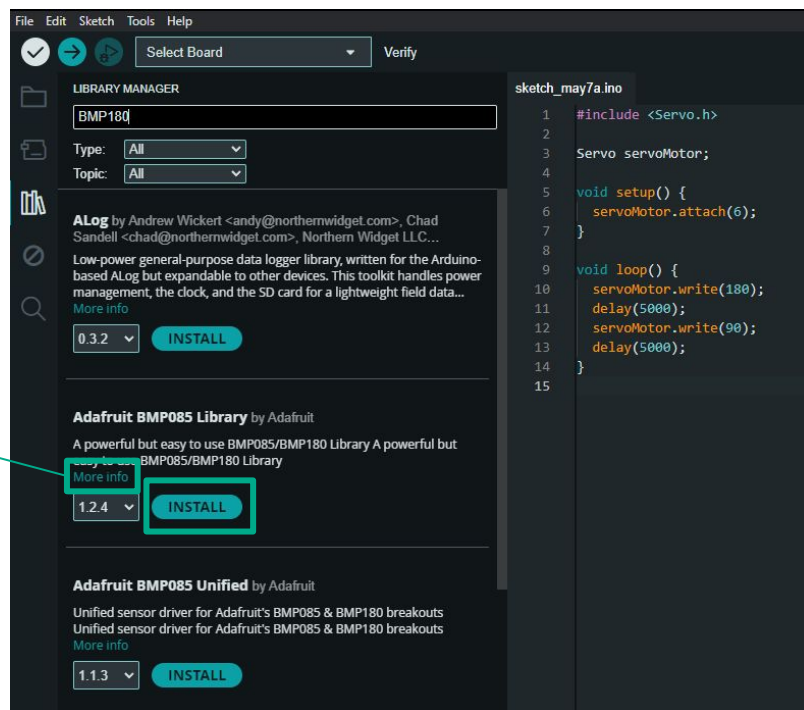 File Edit Sketch Tools Help
Select Board
Verify
LIBRARY MANAGER
BMP180
Type: All
Topic: All
ALog by Andrew Wickert <andy@northernwidget.com>, Chad
Sandell <chad@northernwidget.com>, Northern Widget LLC...
Low-power general-purpose data logger library, written for the Arduino-
based ALog but expandable to other devices. This toolkit handles power
management, the clock, and the SD card for a lightweight field data...
More info
0.3.2 INSTALL
Adafruit BMP085 Library by Adafruit
A powerful but easy to use BMP085/BMP180 Library A powerful but
easy to use BMP085/BMP180 Library
More info
1.2.4 INSTALL
Adafruit BMP085 Unified by Adafruit
Unified sensor driver for Adafruit's BMP085 & BMP180 breakouts
Unified sensor driver for Adafruit's BMP085 & BMP180 breakouts
More info
1.1.3 INSTALL
sketch_may7a.ino
1 #include <Servo.h>
2
3 Servo servoMotor;
4
5 void setup() {
6 servoMotor.attach(6);
7 }
8
9 void loop() {
10 servoMotor.write(180);
11 delay(5000);
12 servoMotor.write(90);
13 delay(5000);
14 }
15